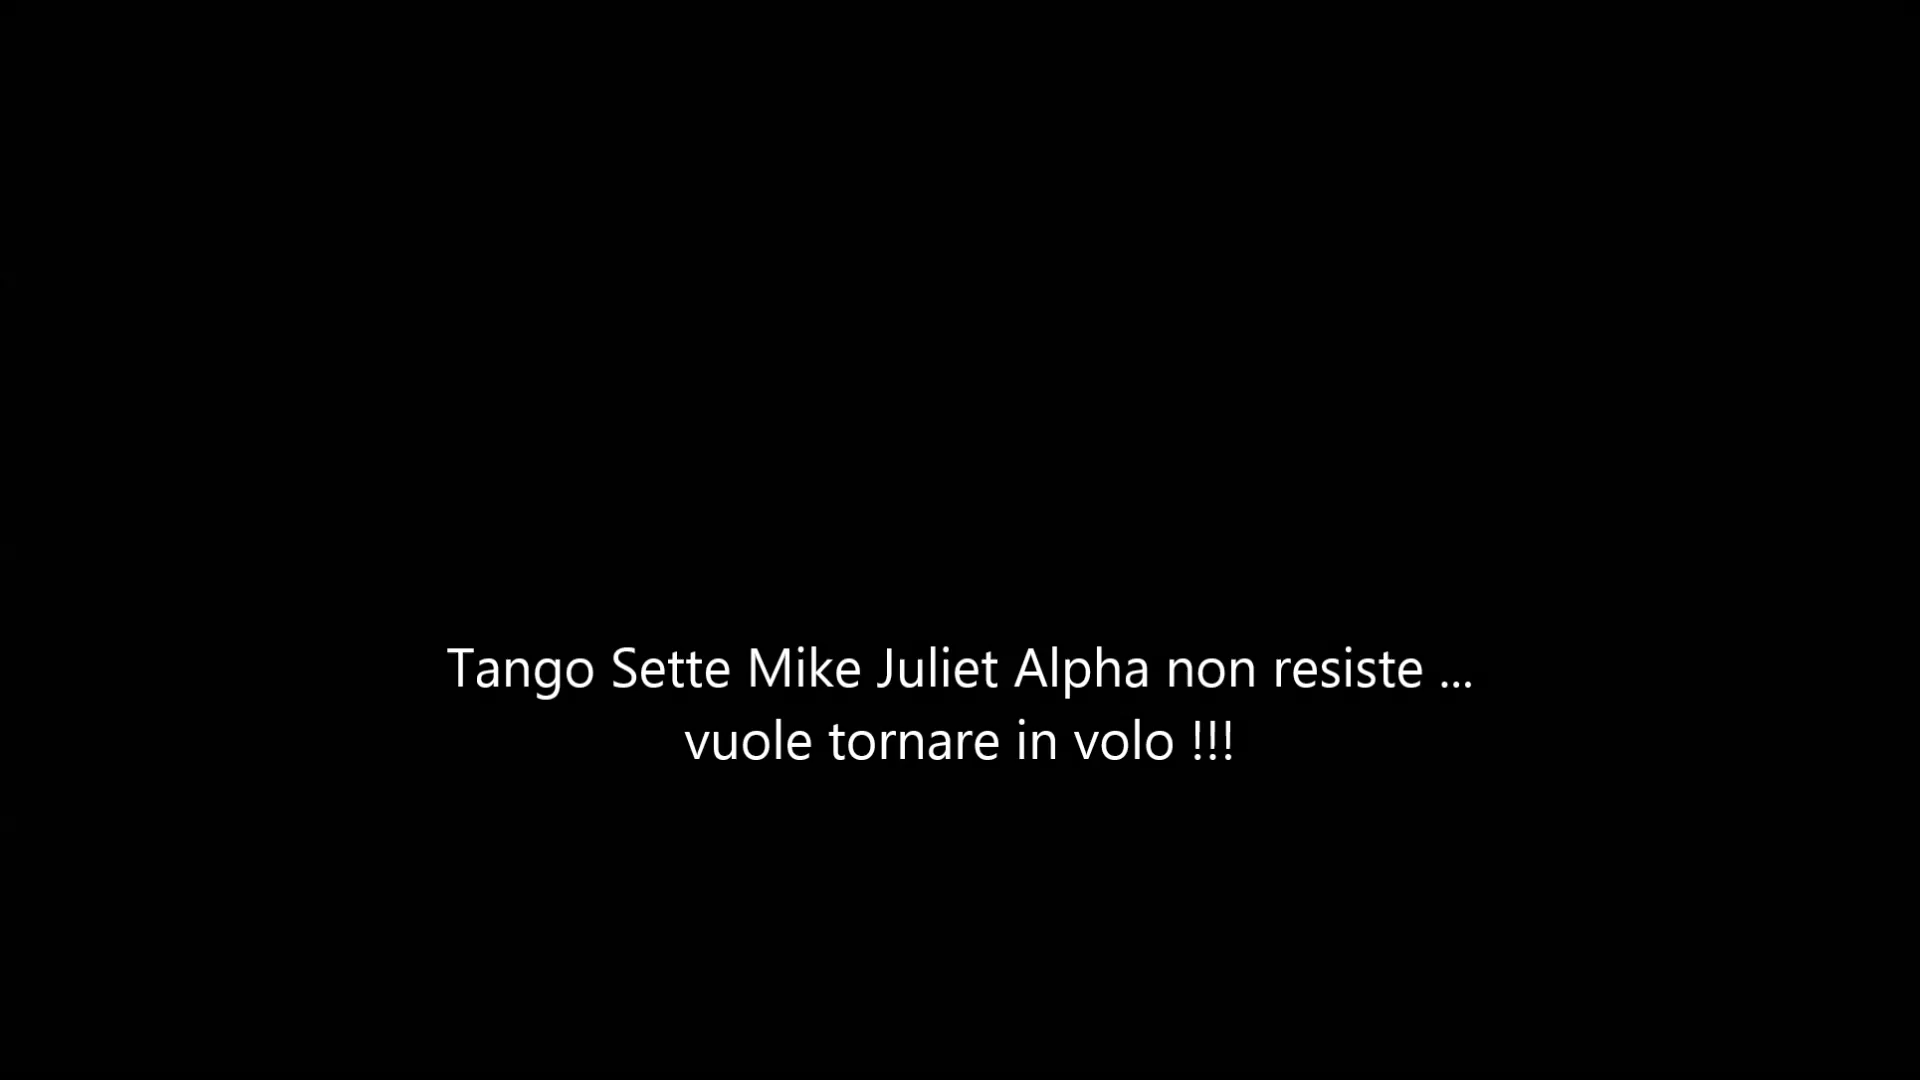 Tango Sette Mike Juliet Alpha non resiste ...
vuole tornare in volo !!!